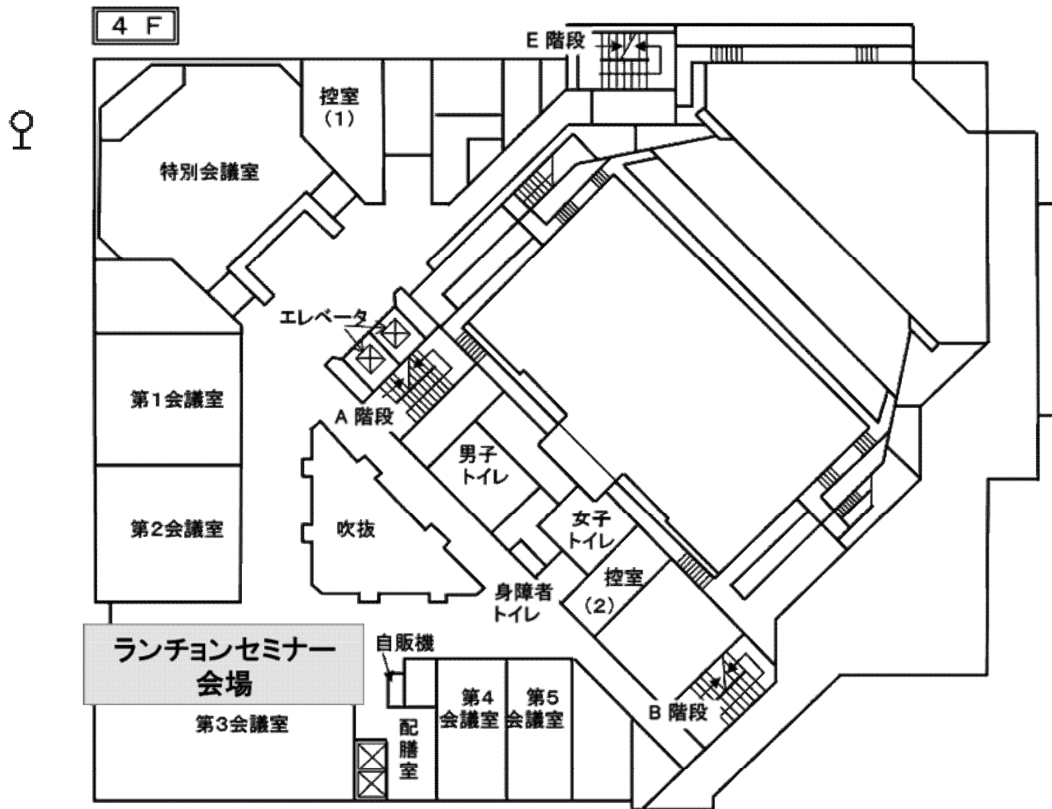 4 F
E 階段
控室
(1)
特別会議室
エレベータ
第1会議室
A 階段
男子
トイレ
第2会議室
吹抜
女子
トイレ
控室
(2)
身障者
トイレ
ランチョンセミナー
会場
自販機
第3会議室
第4
会議室
第5
会議室
配
膳
室
B 階段